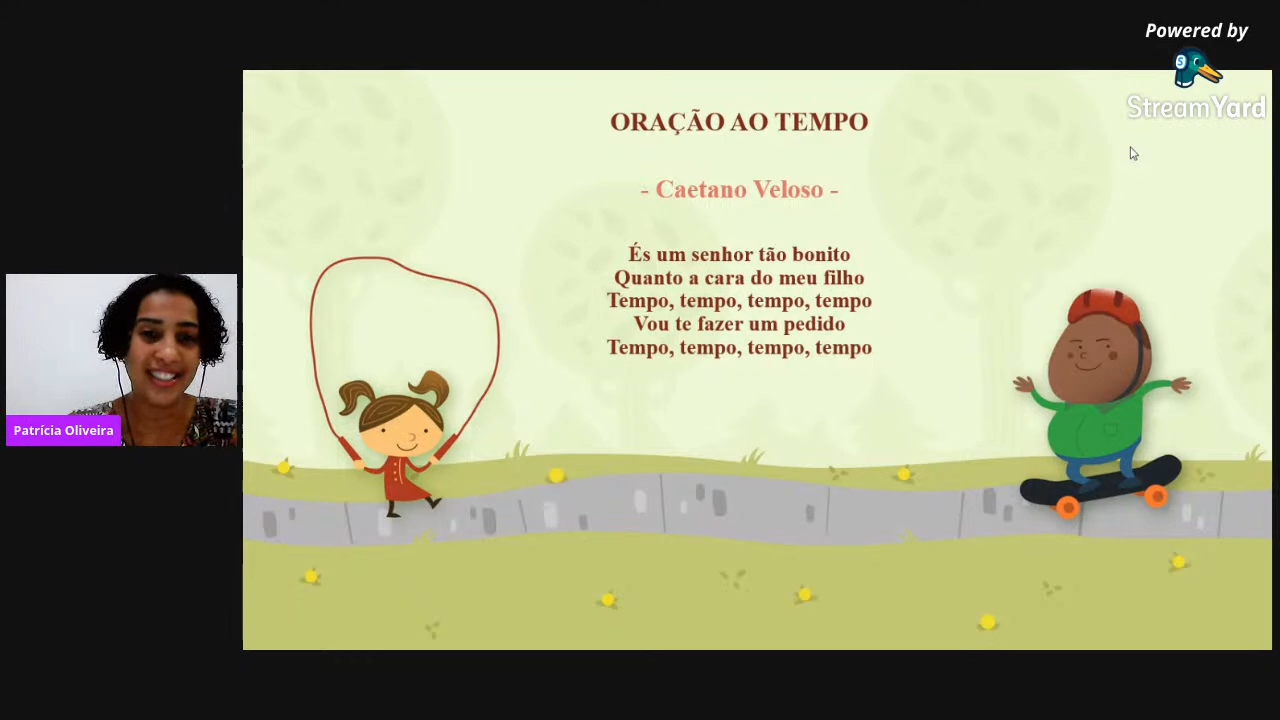 Powered by
StreamYard
ORAÇÃO AO TEMPO
- Caetano Veloso -
És um senhor tão bonito
Quanto a cara do meu filho
Tempo, tempo, tempo, tempo
Vou te fazer um pedido
Tempo, tempo, tempo, tempo
Patrícia Oliveira